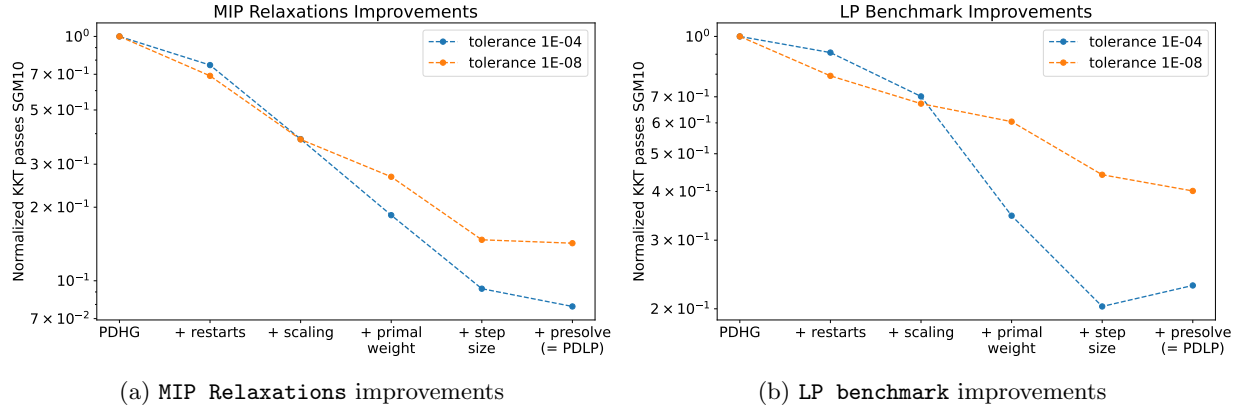 MIP Relaxations Improvements
Normalized KKT passes SGM10
10⁰
7 × 10⁻¹
5 × 10⁻¹
3 × 10⁻¹
2 × 10⁻¹
10⁻¹
7 × 10⁻²
tolerance 1E-04
tolerance 1E-08
PDHG
+ restarts
+ scaling
+ primal
weight
+ step
size
+ presolve
(= PDLP)
(a) MIP Relaxations improvements
LP Benchmark Improvements
Normalized KKT passes SGM10
10⁰
7 × 10⁻¹
6 × 10⁻¹
5 × 10⁻¹
4 × 10⁻¹
3 × 10⁻¹
2 × 10⁻¹
tolerance 1E-04
tolerance 1E-08
PDHG
+ restarts
+ scaling
+ primal
weight
+ step
size
+ presolve
(= PDLP)
(b) LP benchmark improvements